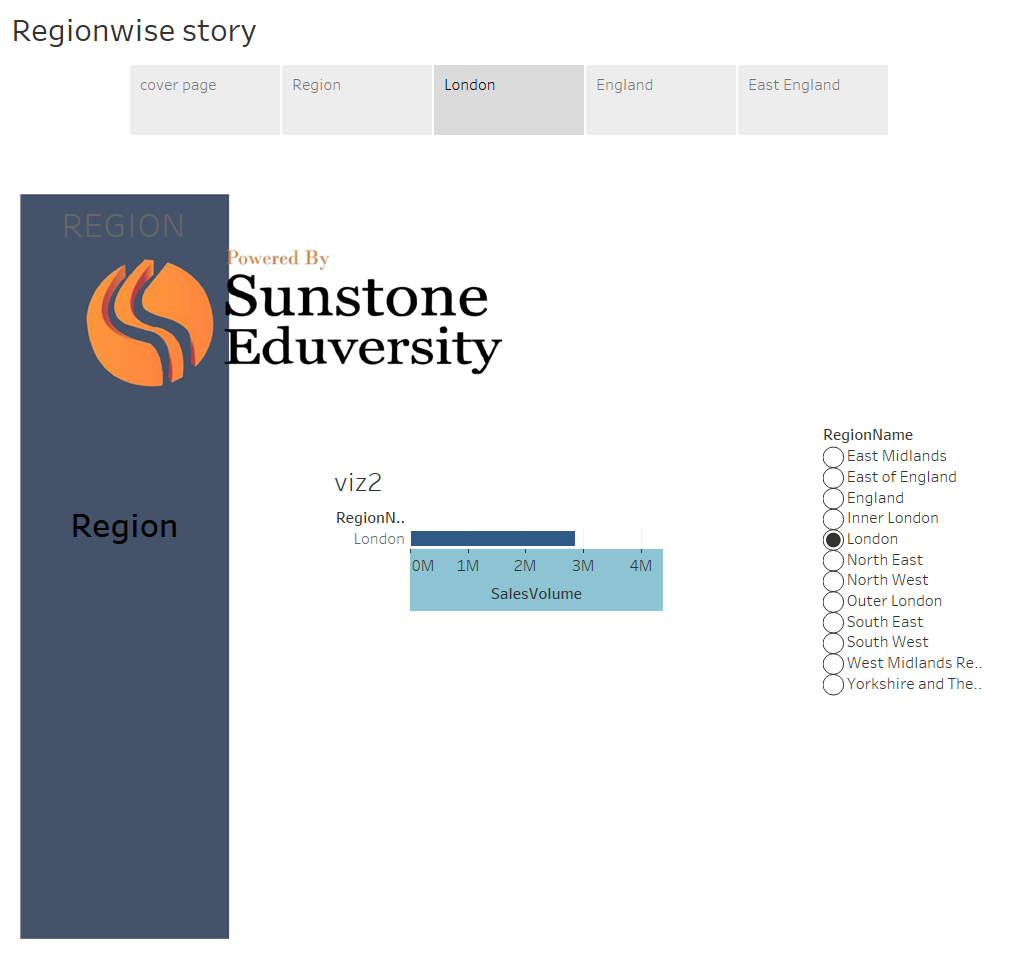 Regionwise story
cover page
Region
London
England
East England
REGION
Powered By
Sunstone
Eduversity
Region
viz2
RegionN..
London
0M 1M 2M 3M 4M
SalesVolume
RegionName
East Midlands
East of England
England
Inner London
London
North East
North West
Outer London
South East
South West
West Midlands Re..
Yorkshire and The..